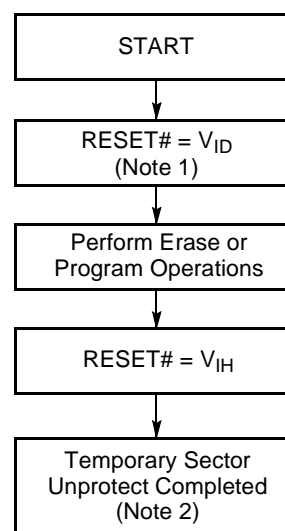 START
RESET# = VID
(Note 1)
Perform Erase or
Program Operations
RESET# = VIH
Temporary Sector
Unprotect Completed
(Note 2)